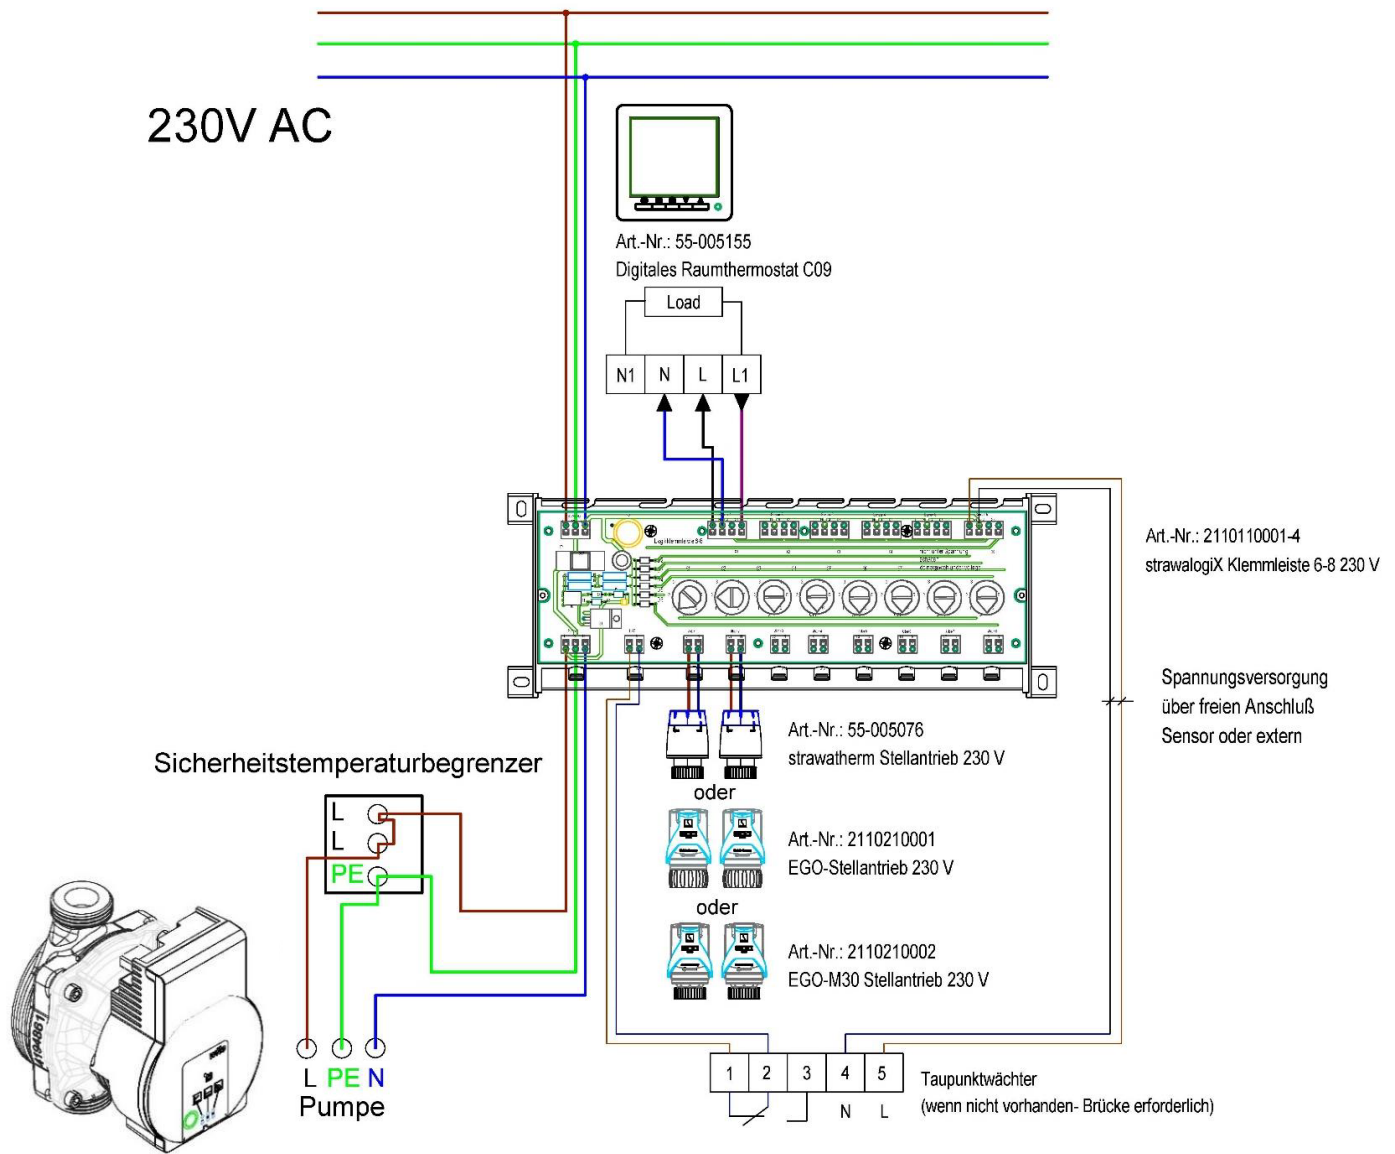 230V AC
Art.-Nr.: 55-005155
Digitales Raumthermostat C09
Load
N1 N L L1
Art.-Nr.: 2110110001-4
strawalogiX Klemmleiste 6-8 230 V
Spannungsversorgung
über freien Anschluß
Sensor oder extern
Art.-Nr.: 55-005076
strawatherm Stellantrieb 230 V
oder
Art.-Nr.: 2110210001
EGO-Stellantrieb 230 V
oder
Art.-Nr.: 2110210002
EGO-M30 Stellantrieb 230 V
Sicherheitstemperaturbegrenzer
L
L
PE
L PE N
Pumpe
1 2 3 4 5
N L
Taupunktwächter
(wenn nicht vorhanden- Brücke erforderlich)